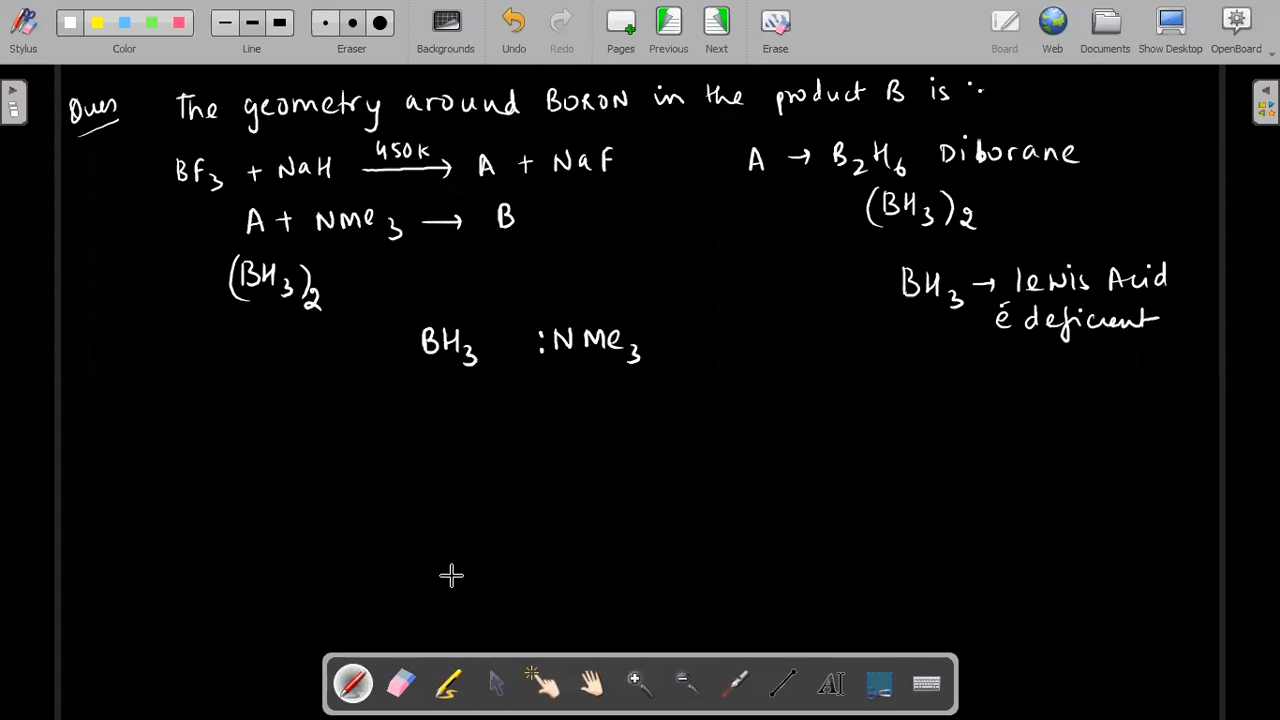 Stylus Color Line Eraser Backgrounds Undo Redo Pages Previous Next Erase Board Web Documents Show Desktop OpenBoard
Ques The geometry around BORON in the product B is :-
BF3 + NaH 450K → A + NaF
A + NMe3 → B
(BH3)2
A → B2H6 Diborane
(BH3)2
BH3 → lewis Acid
é deficient
BH3 :NMe3